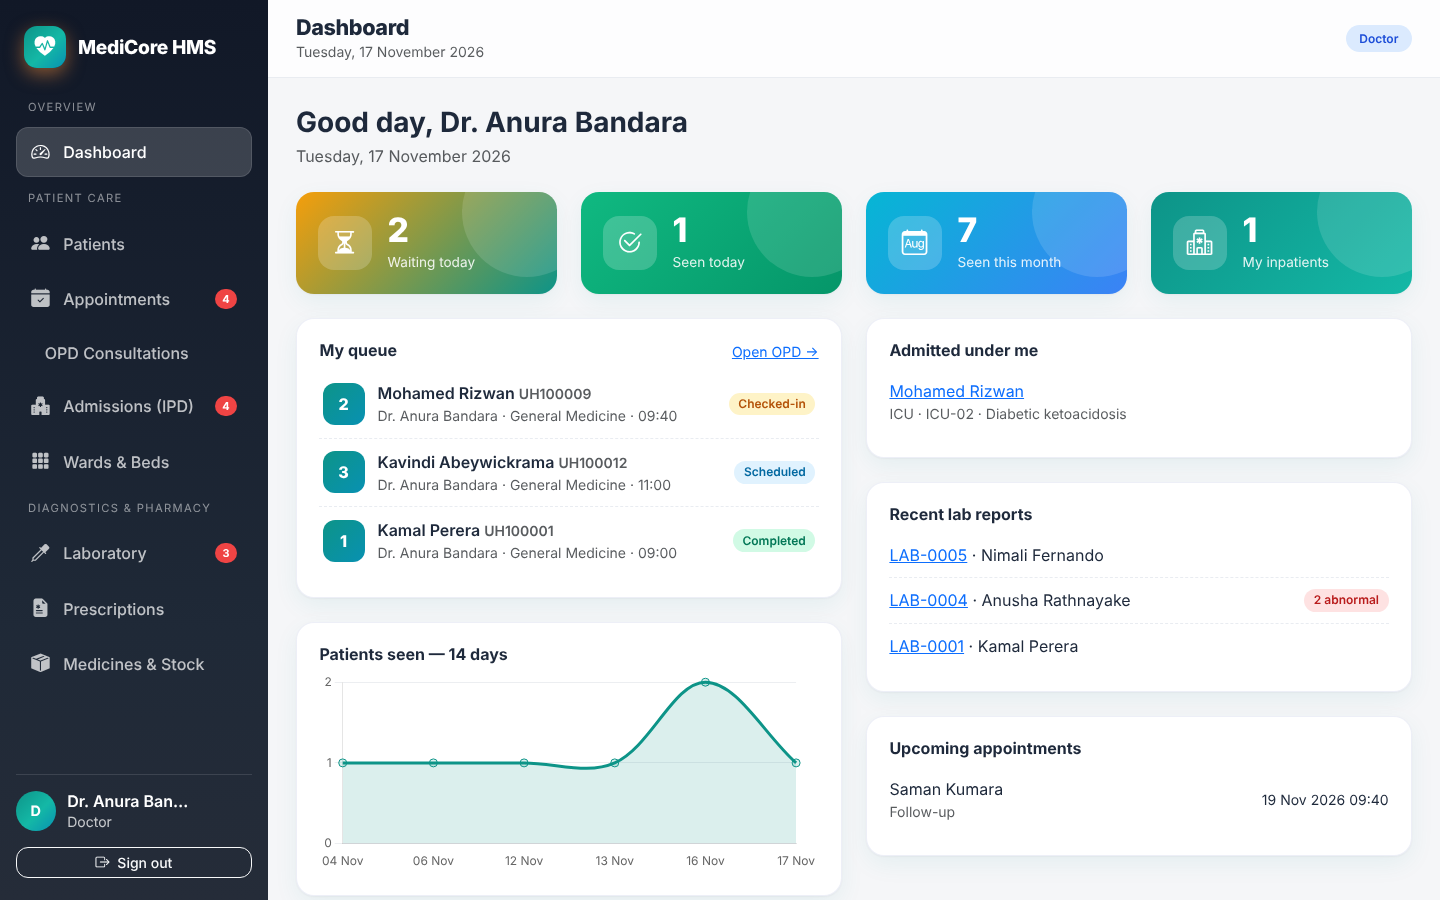 MediCore HMS
OVERVIEW
Dashboard
PATIENT CARE
Patients
Appointments 4
OPD Consultations
Admissions (IPD) 4
Wards & Beds
DIAGNOSTICS & PHARMACY
Laboratory 3
Prescriptions
Medicines & Stock
D
Dr. Anura Ban...
Doctor
Sign out
Dashboard
Tuesday, 17 November 2026
Doctor
Good day, Dr. Anura Bandara
Tuesday, 17 November 2026
2
Waiting today
1
Seen today
Aug
7
Seen this month
1
My inpatients
My queue
Open OPD →
2
Mohamed Rizwan UH100009
Dr. Anura Bandara · General Medicine · 09:40
Checked-in
3
Kavindi Abeywickrama UH100012
Dr. Anura Bandara · General Medicine · 11:00
Scheduled
1
Kamal Perera UH100001
Dr. Anura Bandara · General Medicine · 09:00
Completed
Patients seen — 14 days
2
1
0
04 Nov 06 Nov 12 Nov 13 Nov 16 Nov 17 Nov
Admitted under me
Mohamed Rizwan
ICU · ICU-02 · Diabetic ketoacidosis
Recent lab reports
LAB-0005 · Nimali Fernando
LAB-0004 · Anusha Rathnayake 2 abnormal
LAB-0001 · Kamal Perera
Upcoming appointments
Saman Kumara
Follow-up
19 Nov 2026 09:40